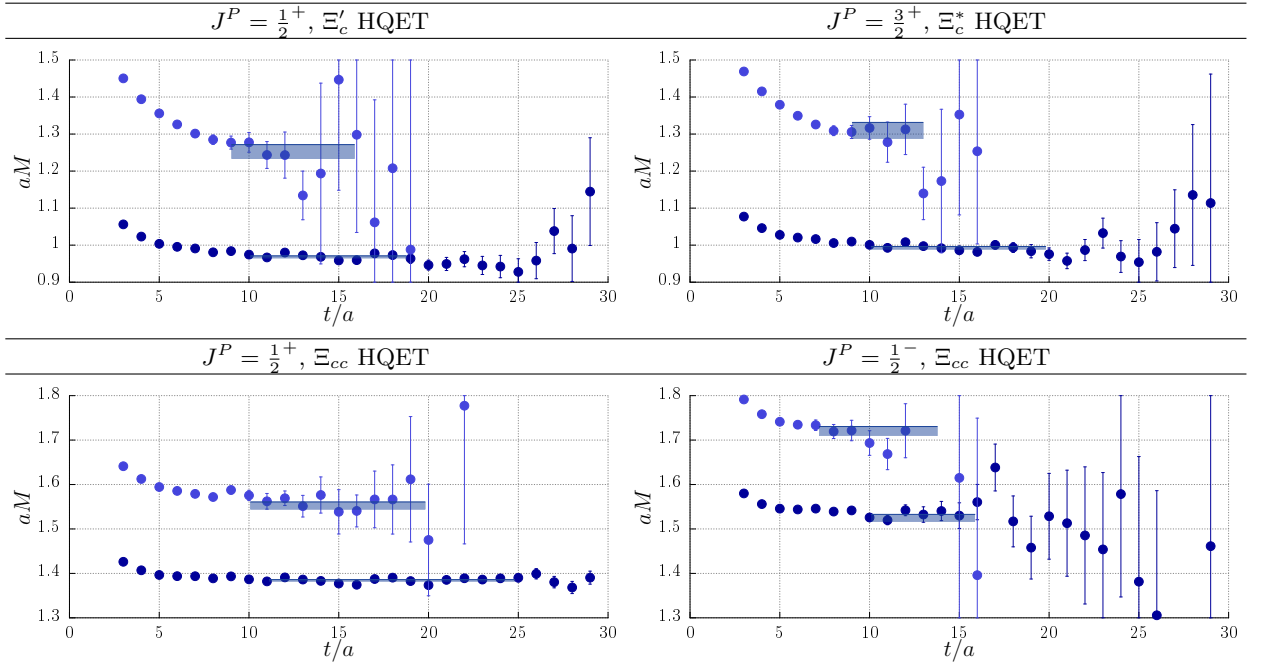 J^P = 1/2^+, Ξ′_c HQET
J^P = 3/2^+, Ξ^*_c HQET
1.5
1.4
1.3
1.2
1.1
1
0.9
aM
0 5 10 15 20 25 30
t/a
1.5
1.4
1.3
1.2
1.1
1
0.9
aM
0 5 10 15 20 25 30
t/a
J^P = 1/2^+, Ξ_cc HQET
J^P = 1/2^−, Ξ_cc HQET
1.8
1.7
1.6
1.5
1.4
1.3
aM
0 5 10 15 20 25 30
t/a
1.8
1.7
1.6
1.5
1.4
1.3
aM
0 5 10 15 20 25 30
t/a